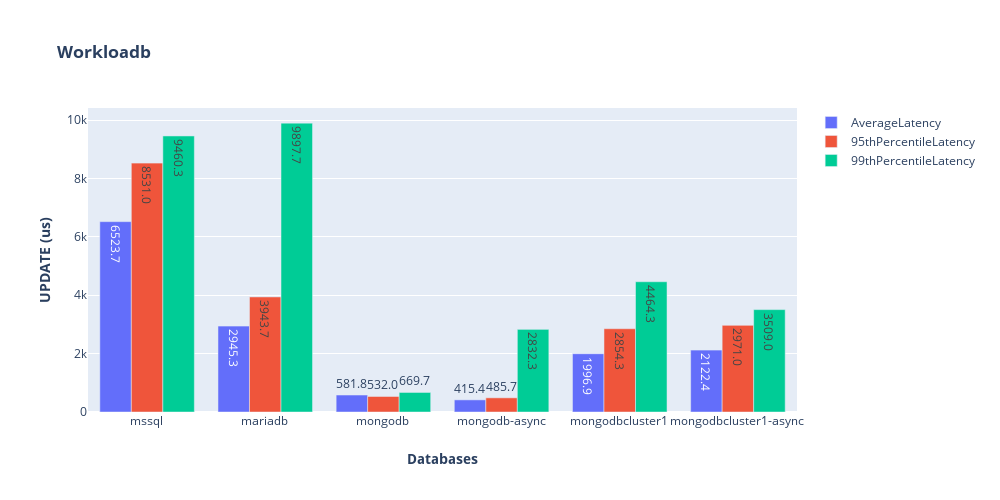 Workloadb
AverageLatency
95thPercentileLatency
99thPercentileLatency
UPDATE (us)
10k
8k
6k
4k
2k
0
6523.7
8531.0
9460.3
2945.3
3943.7
9897.7
581.8
532.0
669.7
415.4
485.7
2832.3
1996.9
2854.3
4464.3
2122.4
2971.0
3509.0
mssql
mariadb
mongodb
mongodb-async
mongodbcluster1
mongodbcluster1-async
Databases